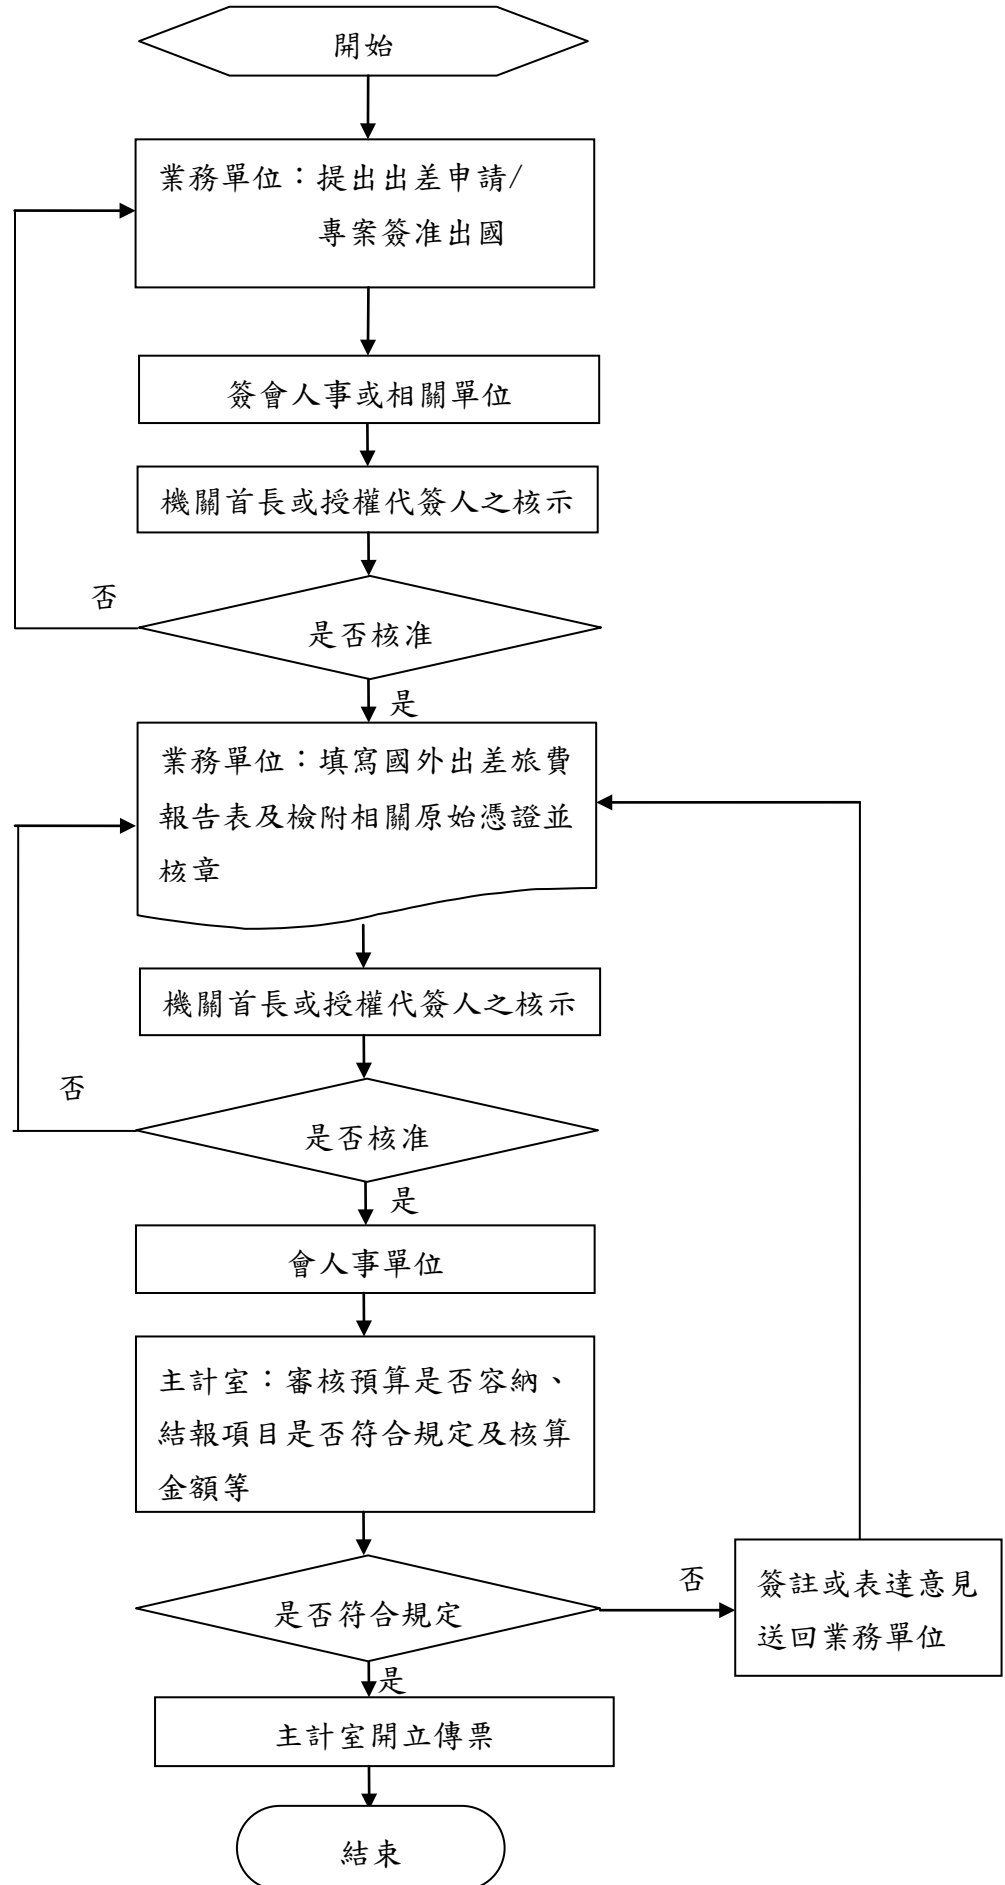 開始
業務單位：提出出差申請/
專案簽准出國
簽會人事或相關單位
機關首長或授權代簽人之核示
否
是否核准
是
業務單位：填寫國外出差旅費
報告表及檢附相關原始憑證並
核章
機關首長或授權代簽人之核示
否
是否核准
是
會人事單位
主計室：審核預算是否容納、
結報項目是否符合規定及核算
金額等
是否符合規定
否
簽註或表達意見
送回業務單位
是
主計室開立傳票
結束